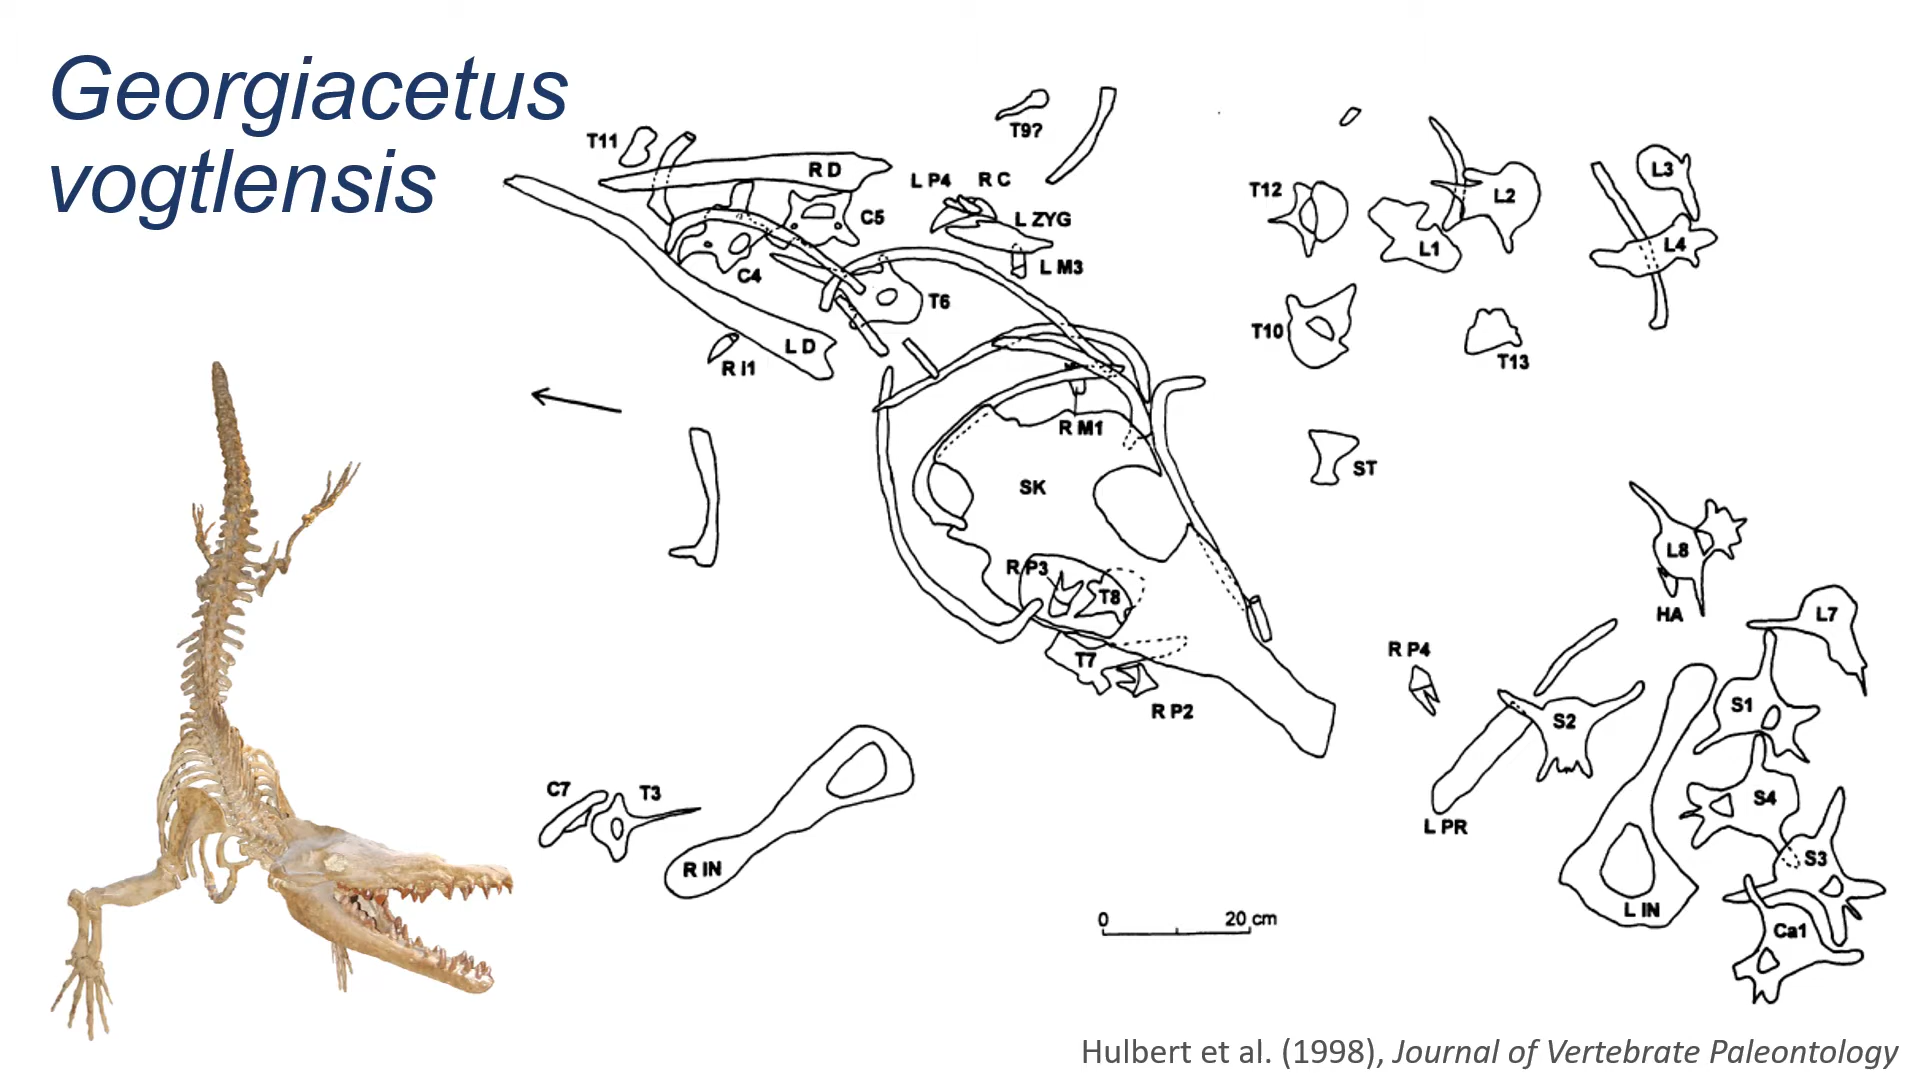 Georgiacetus
vogtlensis
T9?
T11
R D
L P4
R C
T12
L3
L2
C5
L ZYG
L1
L4
C4
L M3
T6
T10
L D
R I1
T13
R M1
ST
SK
L8
R P3
T8
HA
L7
R P4
T7
R P2
S1
S2
C7
T3
S4
L PR
R IN
S3
L IN
0
20 cm
Ca1
Hulbert et al. (1998), Journal of Vertebrate Paleontology